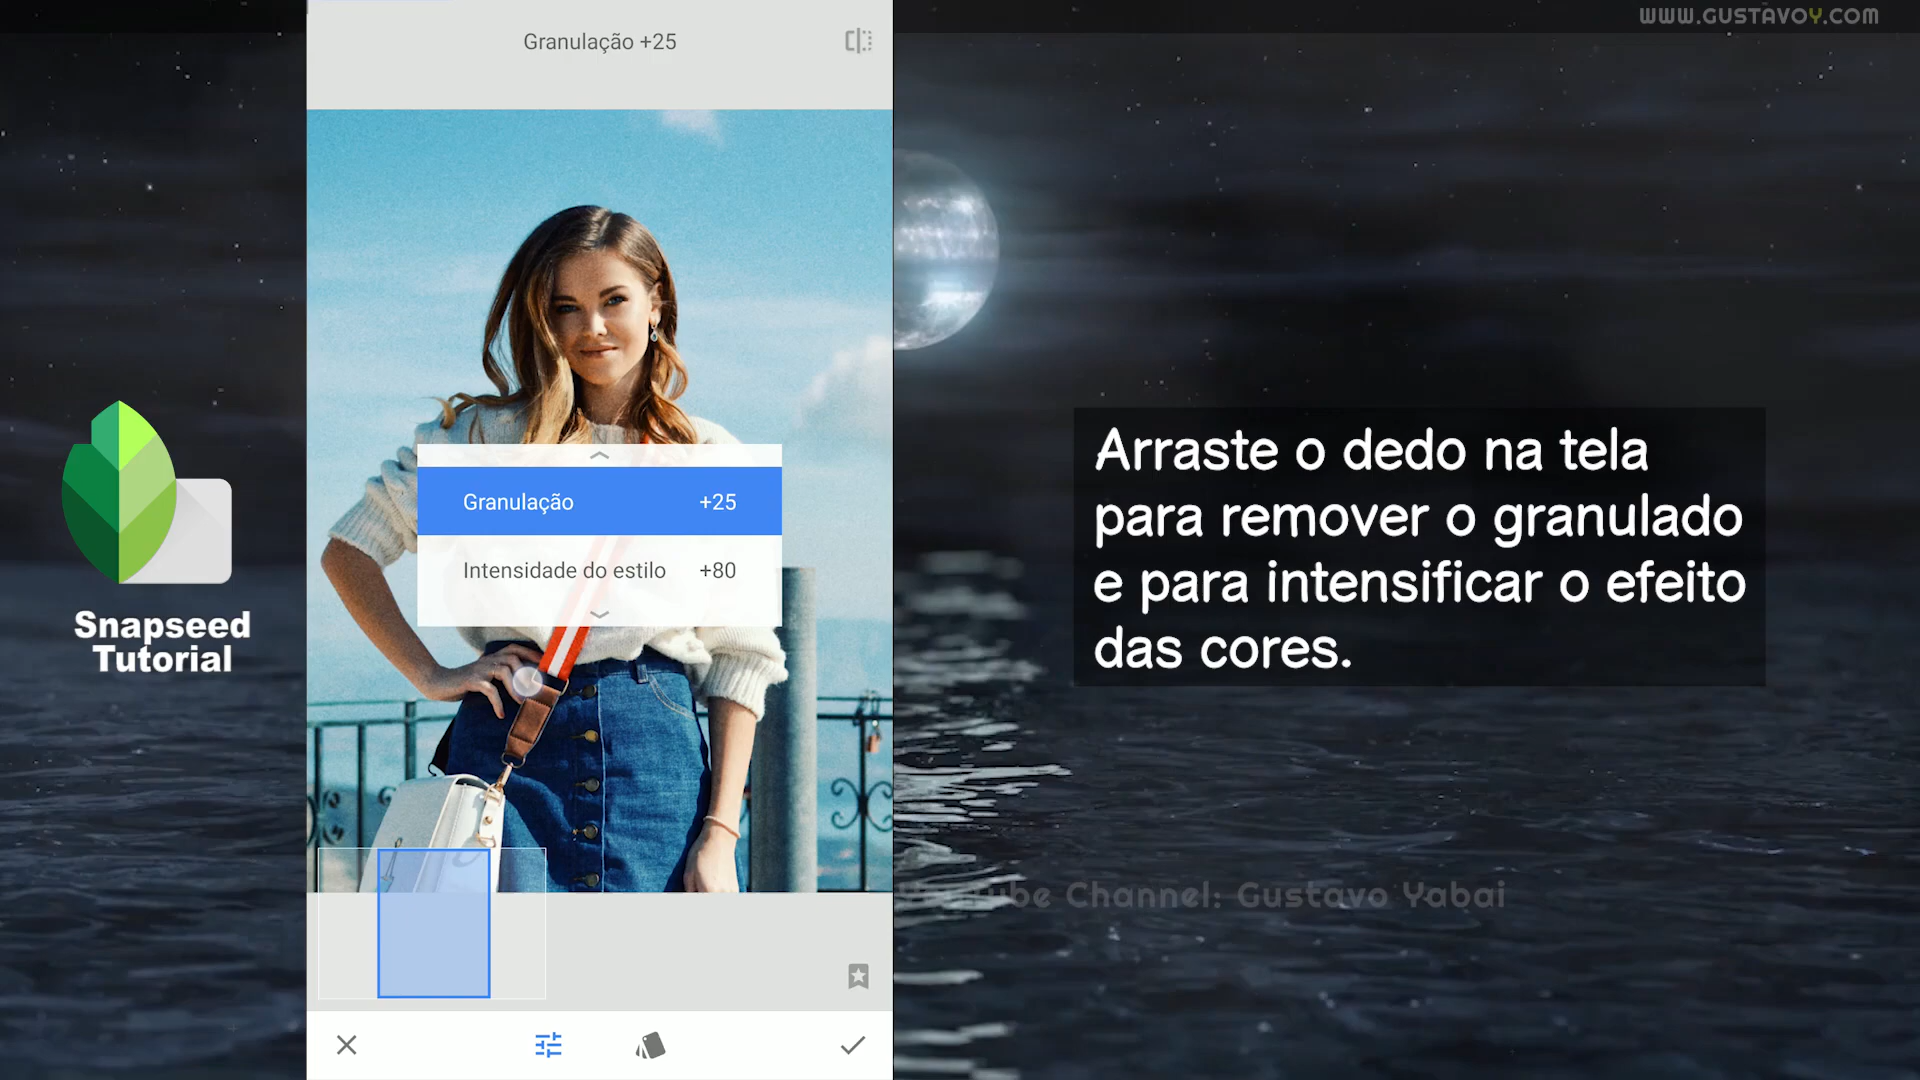 WWW.GUSTAVOY.COM
Granulação +25
Granulação +25
Intensidade do estilo +80
Arraste o dedo na tela
para remover o granulado
e para intensificar o efeito
das cores.
Snapseed
Tutorial
Channel: Gustavo Yabai